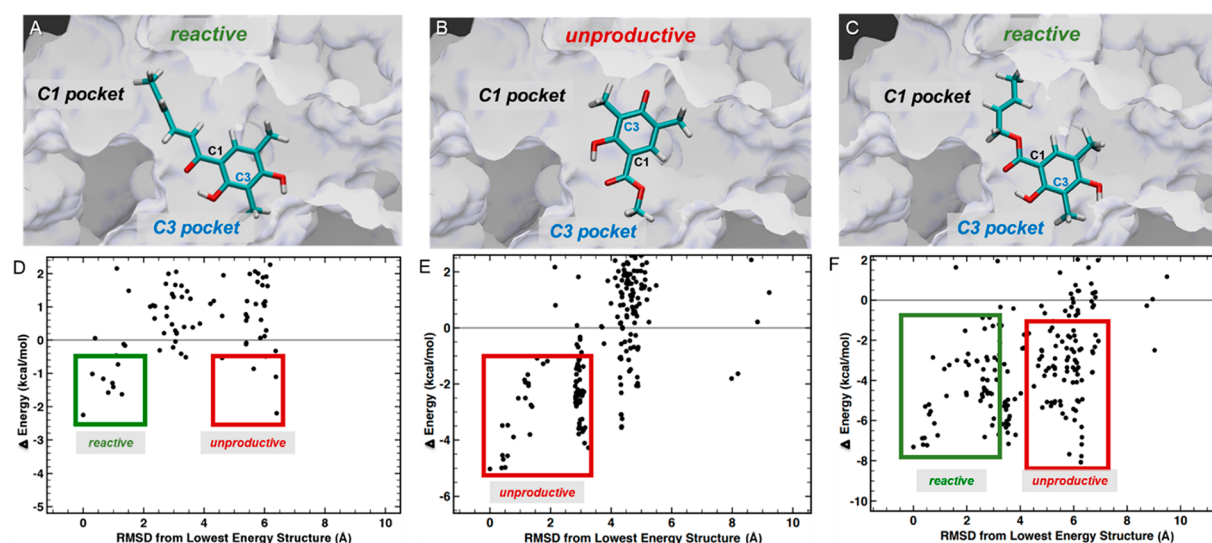 A
reactive
C1 pocket
C1
C3
C3 pocket
B
unproductive
C1 pocket
C3
C1
C3 pocket
C
reactive
C1 pocket
C1
C3
C3 pocket
D
2
1
0
-1
-2
-3
-4
-5
Δ Energy (kcal/mol)
reactive
unproductive
0 2 4 6 8 10
RMSD from Lowest Energy Structure (Å)
E
2
0
-2
-4
-6
Δ Energy (kcal/mol)
unproductive
0 2 4 6 8 10
RMSD from Lowest Energy Structure (Å)
F
2
0
-2
-4
-6
-8
-10
Δ Energy (kcal/mol)
reactive
unproductive
0 2 4 6 8 10
RMSD from Lowest Energy Structure (Å)